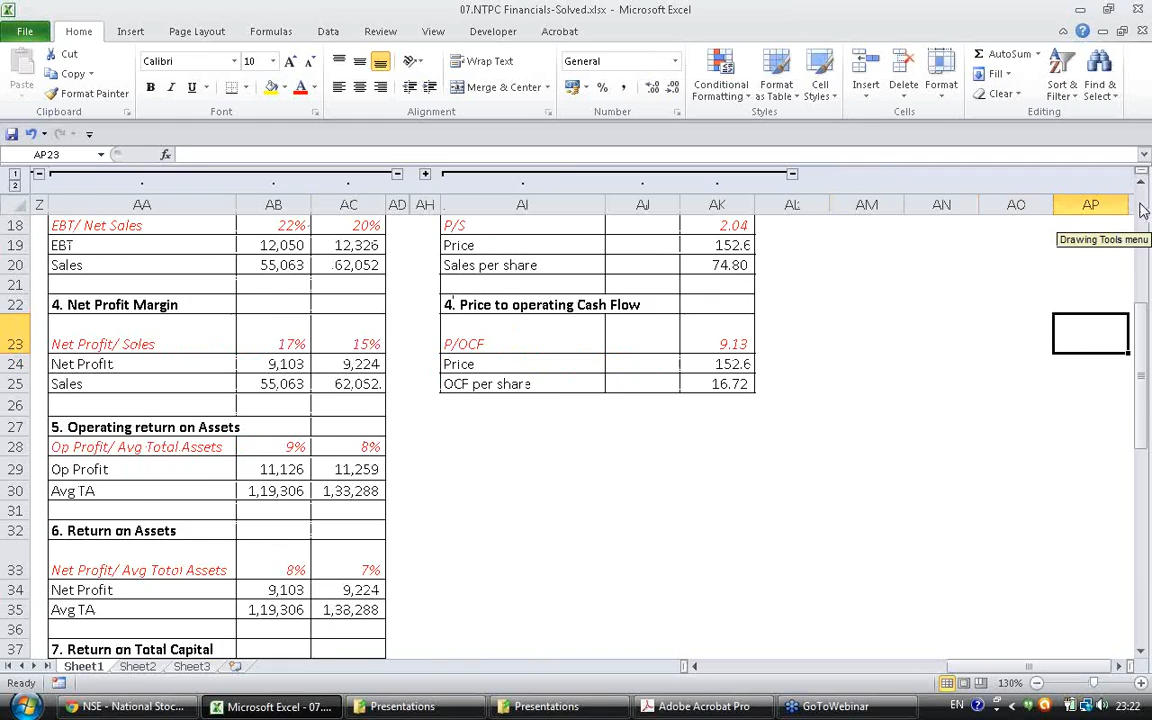 07.NTPC Financials-Solved.xlsx - Microsoft Excel
File Home Insert Page Layout Formulas Data Review View Developer Acrobat
Paste Cut Copy Format Painter Clipboard
Calibri 10 B I U A Font
Wrap Text Merge & Center Alignment
General % , Number
Conditional Formatting Format as Table Cell Styles Styles
Insert Delete Format Cells
Σ AutoSum Fill Clear Sort & Filter Find & Select Editing
AP23 fx
1
2
Z AA AB AC AD AH AI AJ AK AL AM AN AO AP
Drawing Tools menu
18 EBT/ Net Sales 22% 20% P/S 2.04
19 EBT 12,050 12,326 Price 152.6
20 Sales 55,063 62,052 Sales per share 74.80
21
22 4. Net Profit Margin 4. Price to operating Cash Flow
23 Net Profit/ Sales 17% 15% P/OCF 9.13
24 Net Profit 9,103 9,224 Price 152.6
25 Sales 55,063 62,052 OCF per share 16.72
26
27 5. Operating return on Assets
28 Op Profit/ Avg Total Assets 9% 8%
29 Op Profit 11,126 11,259
30 Avg TA 1,19,306 1,33,288
31
32 6. Return on Assets
33 Net Profit/ Avg Total Assets 8% 7%
34 Net Profit 9,103 9,224
35 Avg TA 1,19,306 1,33,288
36
37 7. Return on Total Capital
Sheet1 Sheet2 Sheet3
Ready 130%
NSE - National Stoc... Microsoft Excel - 07.... Presentations Presentations Adobe Acrobat Pro GoToWebinar EN 23:22